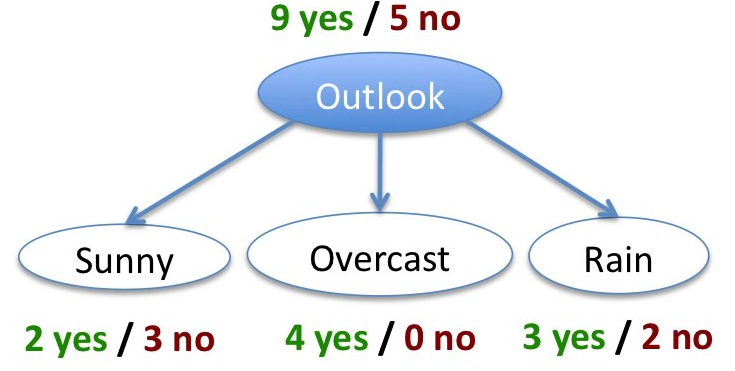 9 yes / 5 no
Outlook
Sunny
Overcast
Rain
2 yes / 3 no
4 yes / 0 no
3 yes / 2 no